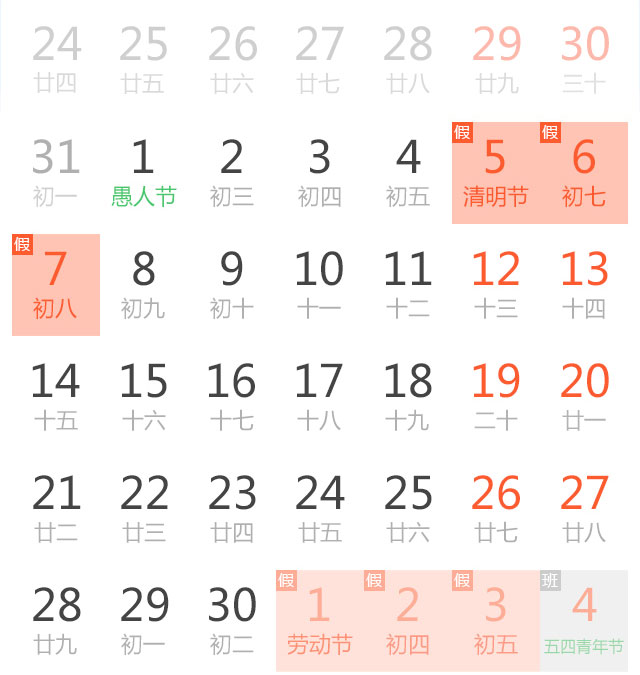 24 25 26 27 28 29 30
廿四 廿五 廿六 廿七 廿八 廿九 三十
假 假
31 1 2 3 4 5 6
初一 愚人节 初三 初四 初五 清明节 初七
假
7 8 9 10 11 12 13
初八 初九 初十 十一 十二 十三 十四
14 15 16 17 18 19 20
十五 十六 十七 十八 十九 二十 廿一
21 22 23 24 25 26 27
廿二 廿三 廿四 廿五 廿六 廿七 廿八
假 假 假 班
28 29 30 1 2 3 4
廿九 初一 初二 劳动节 初四 初五 五四青年节